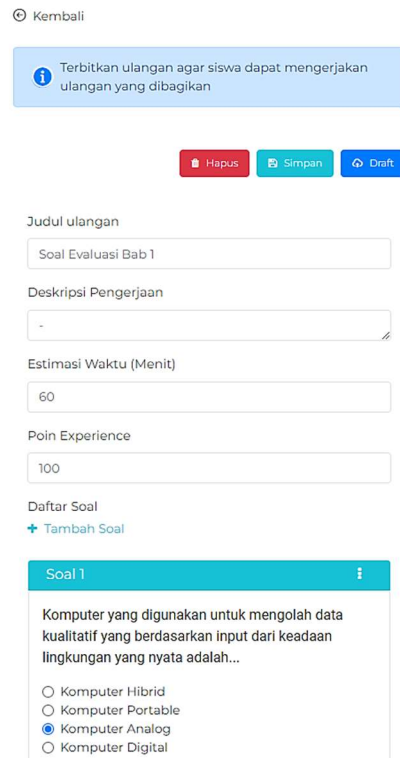 Kembali
Terbitkan ulangan agar siswa dapat mengerjakan
ulangan yang dibagikan
Hapus Simpan Draft
Judul ulangan
Soal Evaluasi Bab 1
Deskripsi Pengerjaan
-
Estimasi Waktu (Menit)
60
Poin Experience
100
Daftar Soal
+ Tambah Soal
Soal 1
Komputer yang digunakan untuk mengolah data
kualitatif yang berdasarkan input dari keadaan
lingkungan yang nyata adalah...
Komputer Hibrid
Komputer Portable
Komputer Analog
Komputer Digital